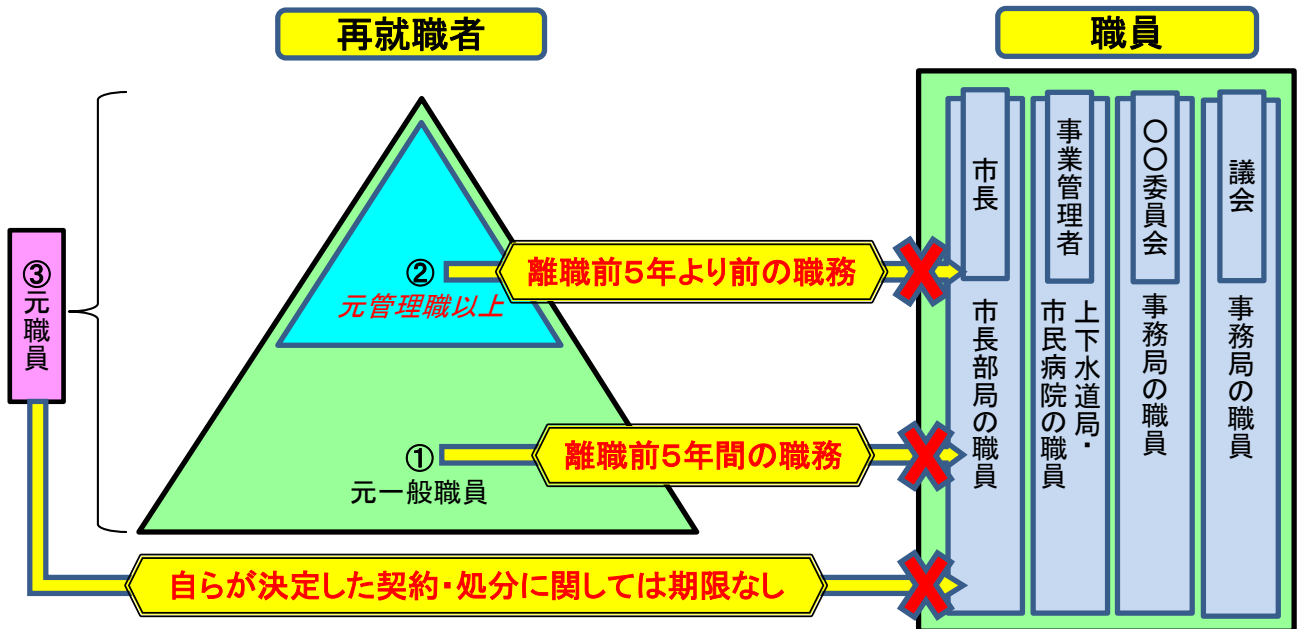 再就職者
職員
③元職員
②
元管理職以上
離職前5年より前の職務
①
元一般職員
離職前5年間の職務
自らが決定した契約・処分に関しては期限なし
市長
市長部局の職員
事業管理者
上下水道局・
市民病院の職員
〇〇委員会
事務局の職員
議会
事務局の職員